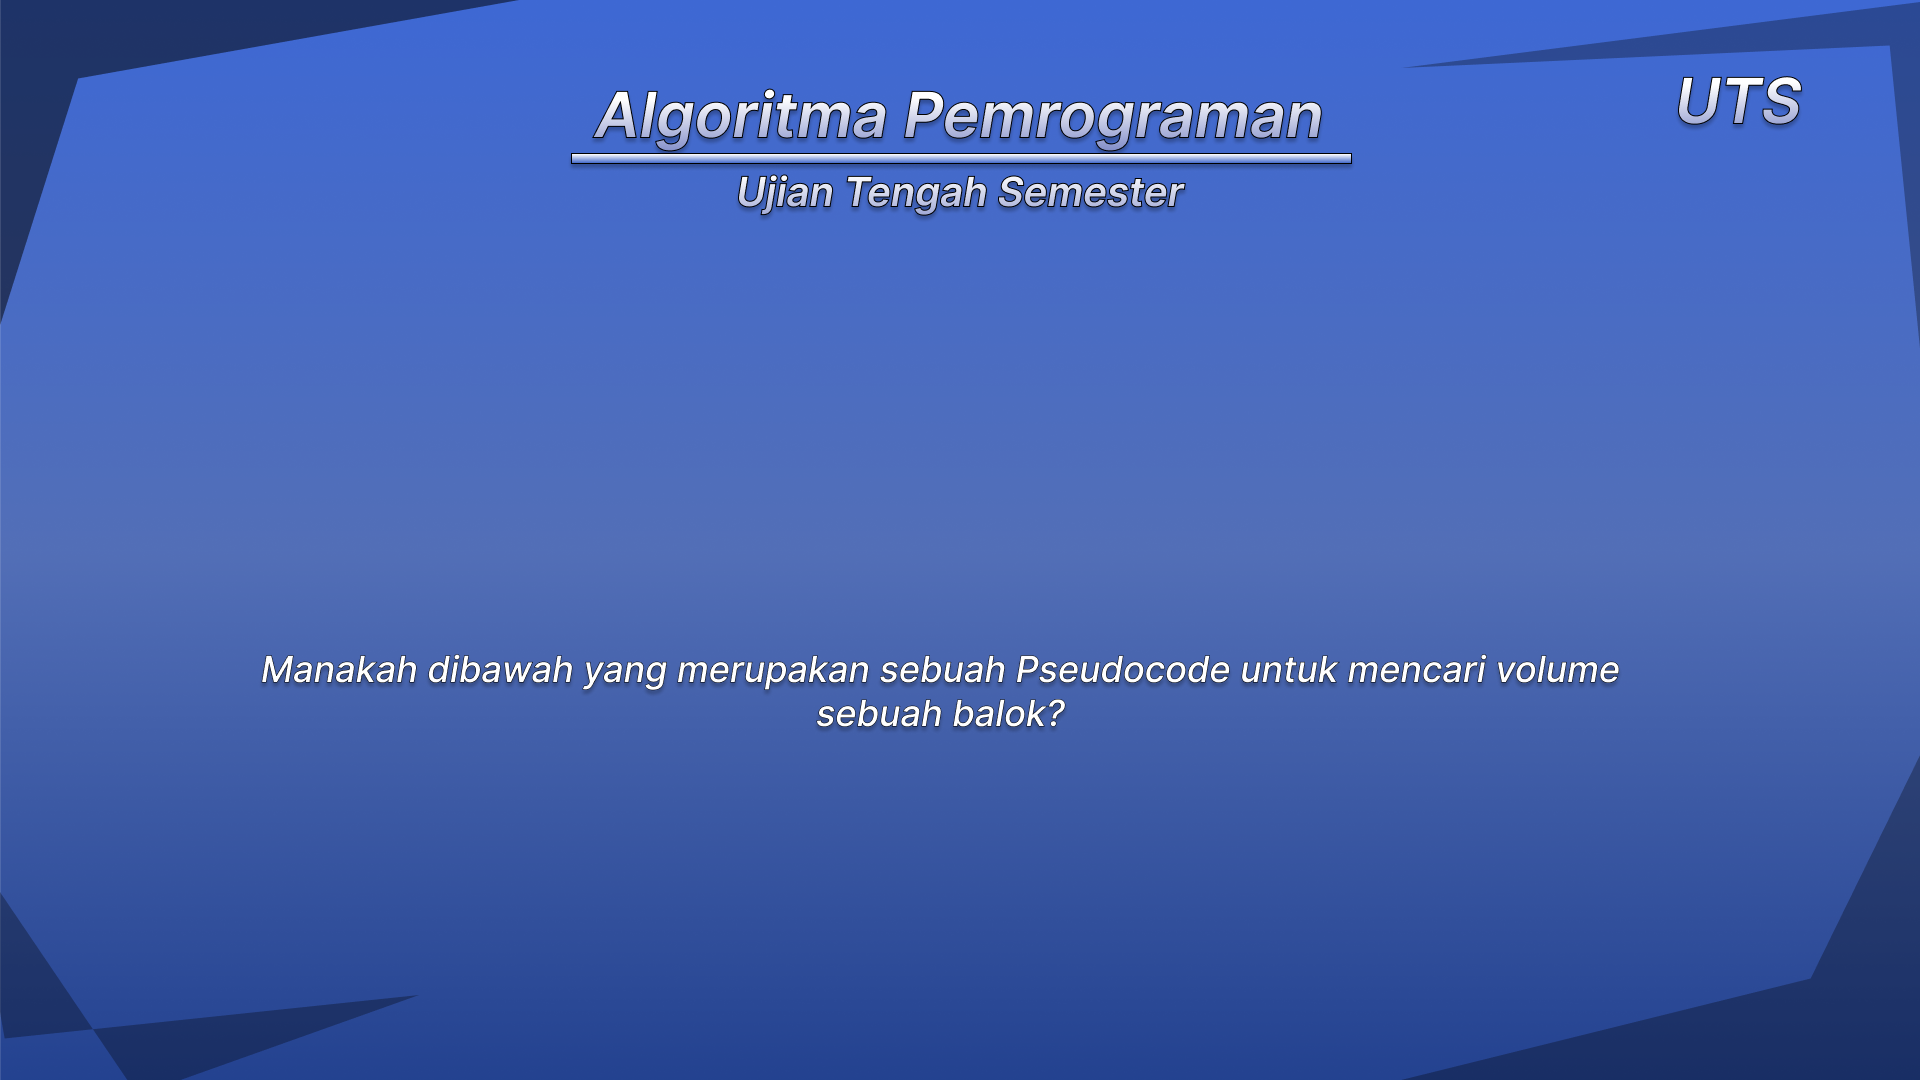 Algoritma Pemrograman
UTS
Ujian Tengah Semester
Manakah dibawah yang merupakan sebuah Pseudocode untuk mencari volume
sebuah balok?